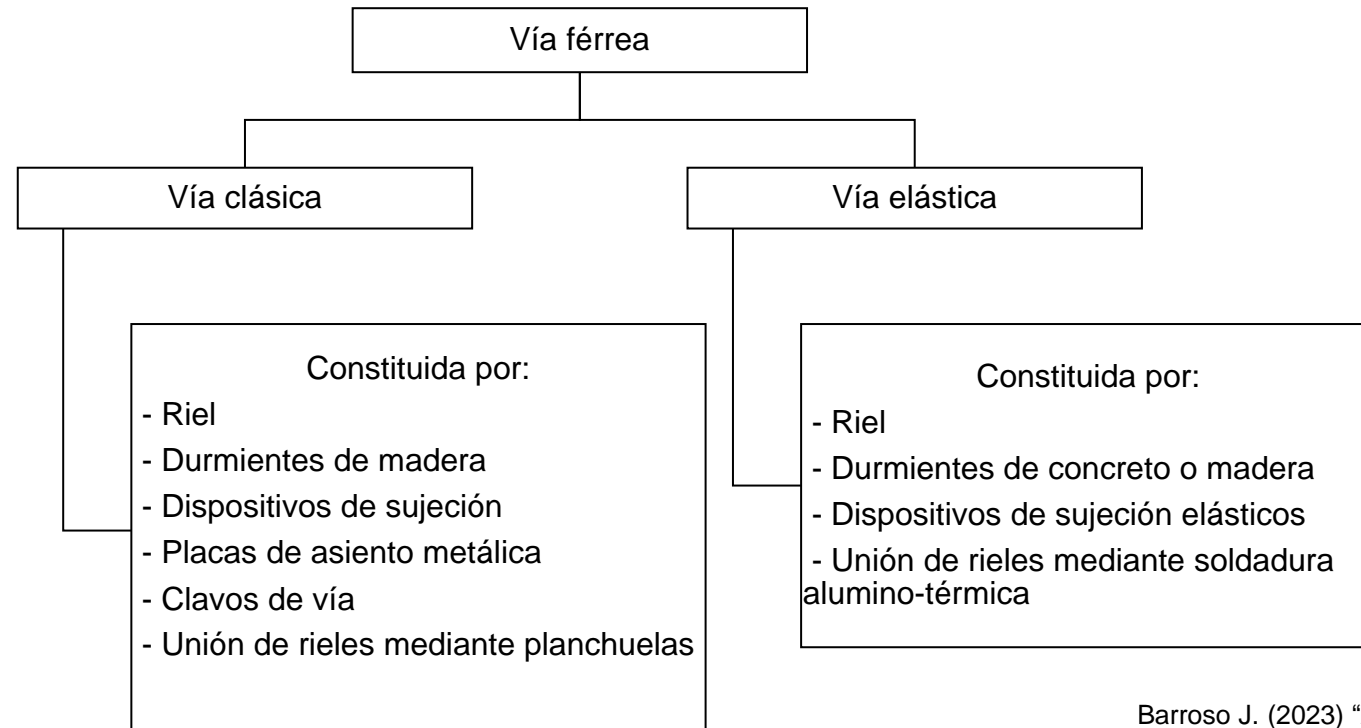 Vía férrea
Vía clásica
Vía elástica
Constituida por:
- Riel
- Durmientes de madera
- Dispositivos de sujeción
- Placas de asiento metálica
- Clavos de vía
- Unión de rieles mediante planchuelas
Constituida por:
- Riel
- Durmientes de concreto o madera
- Dispositivos de sujeción elásticos
- Unión de rieles mediante soldadura
alumino-térmica
Barroso J. (2023) “